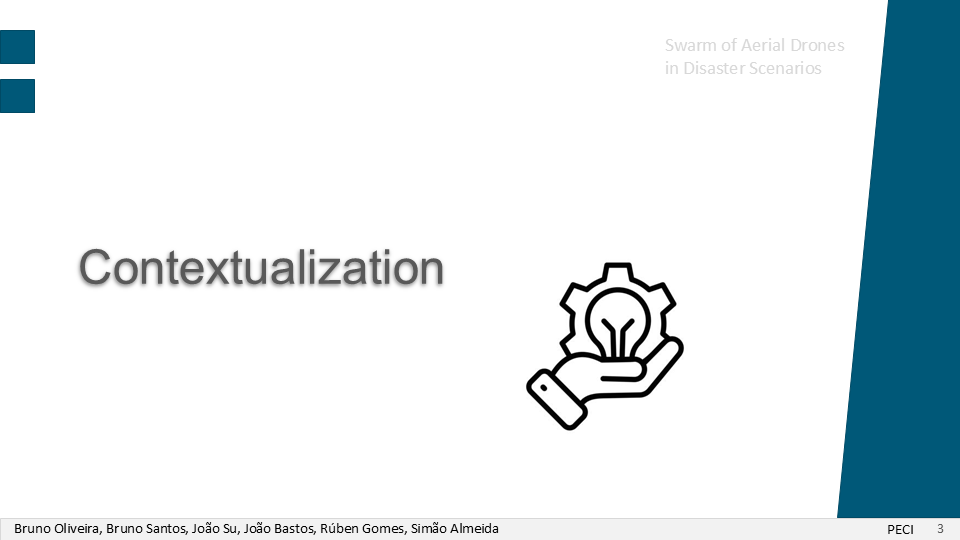 Swarm of Aerial Drones
in Disaster Scenarios
Contextualization
Bruno Oliveira, Bruno Santos, João Su, João Bastos, Rúben Gomes, Simão Almeida
PECI 3